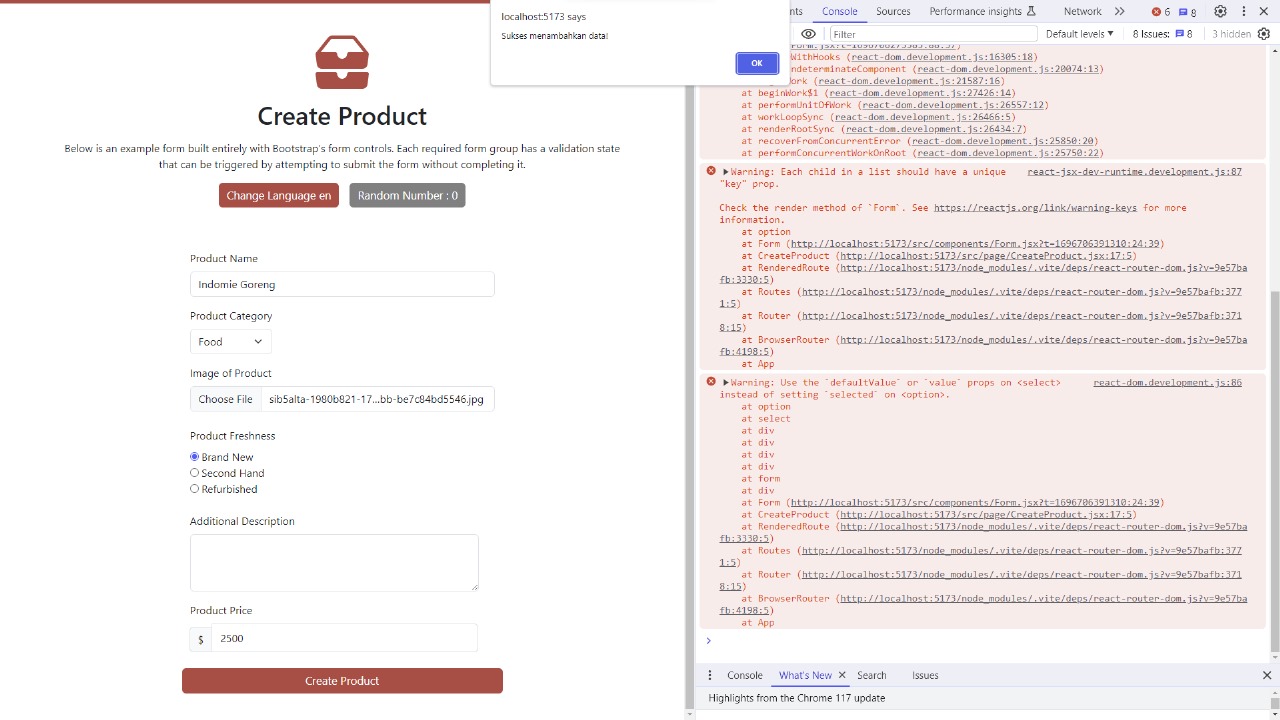 localhost:5173 says
Sukses menambahkan data!
OK
Create Product
Below is an example form built entirely with Bootstrap's form controls. Each required form group has a validation state
that can be triggered by attempting to submit the form without completing it.
Change Language en
Random Number : 0
Product Name
Indomie Goreng
Product Category
Food
Image of Product
Choose File
sib5alta-1980b821-17...bb-be7c84bd5546.jpg
Product Freshness
Brand New
Second Hand
Refurbished
Additional Description
Product Price
$ 2500
Create Product
Console
Sources
Performance insights
Network
6
8
Filter
Default levels
8 Issues: 8
3 hidden
WithHooks (react-dom.development.js:16305:18)
ndeterminateComponent (react-dom.development.js:20074:13)
ork (react-dom.development.js:21587:16)
at beginWork$1 (react-dom.development.js:27426:14)
at performUnitOfWork (react-dom.development.js:26557:12)
at workLoopSync (react-dom.development.js:26466:5)
at renderRootSync (react-dom.development.js:26434:7)
at recoverFromConcurrentError (react-dom.development.js:25850:20)
at performConcurrentWorkOnRoot (react-dom.development.js:25750:22)
Warning: Each child in a list should have a unique react-jsx-dev-runtime.development.js:87
"key" prop.
Check the render method of `Form`. See https://reactjs.org/link/warning-keys for more
information.
at option
at Form (http://localhost:5173/src/components/Form.jsx?t=1696706391310:24:39)
at CreateProduct (http://localhost:5173/src/page/CreateProduct.jsx:17:5)
at RenderedRoute (http://localhost:5173/node_modules/.vite/deps/react-router-dom.js?v=9e57ba
fb:3330:5)
at Routes (http://localhost:5173/node_modules/.vite/deps/react-router-dom.js?v=9e57bafb:377
1:5)
at Router (http://localhost:5173/node_modules/.vite/deps/react-router-dom.js?v=9e57bafb:371
8:15)
at BrowserRouter (http://localhost:5173/node_modules/.vite/deps/react-router-dom.js?v=9e57ba
fb:4198:5)
at App
Warning: Use the `defaultValue` or `value` props on <select> react-dom.development.js:86
instead of setting `selected` on <option>.
at option
at select
at div
at div
at div
at div
at form
at div
at Form (http://localhost:5173/src/components/Form.jsx?t=1696706391310:24:39)
at CreateProduct (http://localhost:5173/src/page/CreateProduct.jsx:17:5)
at RenderedRoute (http://localhost:5173/node_modules/.vite/deps/react-router-dom.js?v=9e57ba
fb:3330:5)
at Routes (http://localhost:5173/node_modules/.vite/deps/react-router-dom.js?v=9e57bafb:377
1:5)
at Router (http://localhost:5173/node_modules/.vite/deps/react-router-dom.js?v=9e57bafb:371
8:15)
at BrowserRouter (http://localhost:5173/node_modules/.vite/deps/react-router-dom.js?v=9e57ba
fb:4198:5)
at App
Console
What's New
Search
Issues
Highlights from the Chrome 117 update